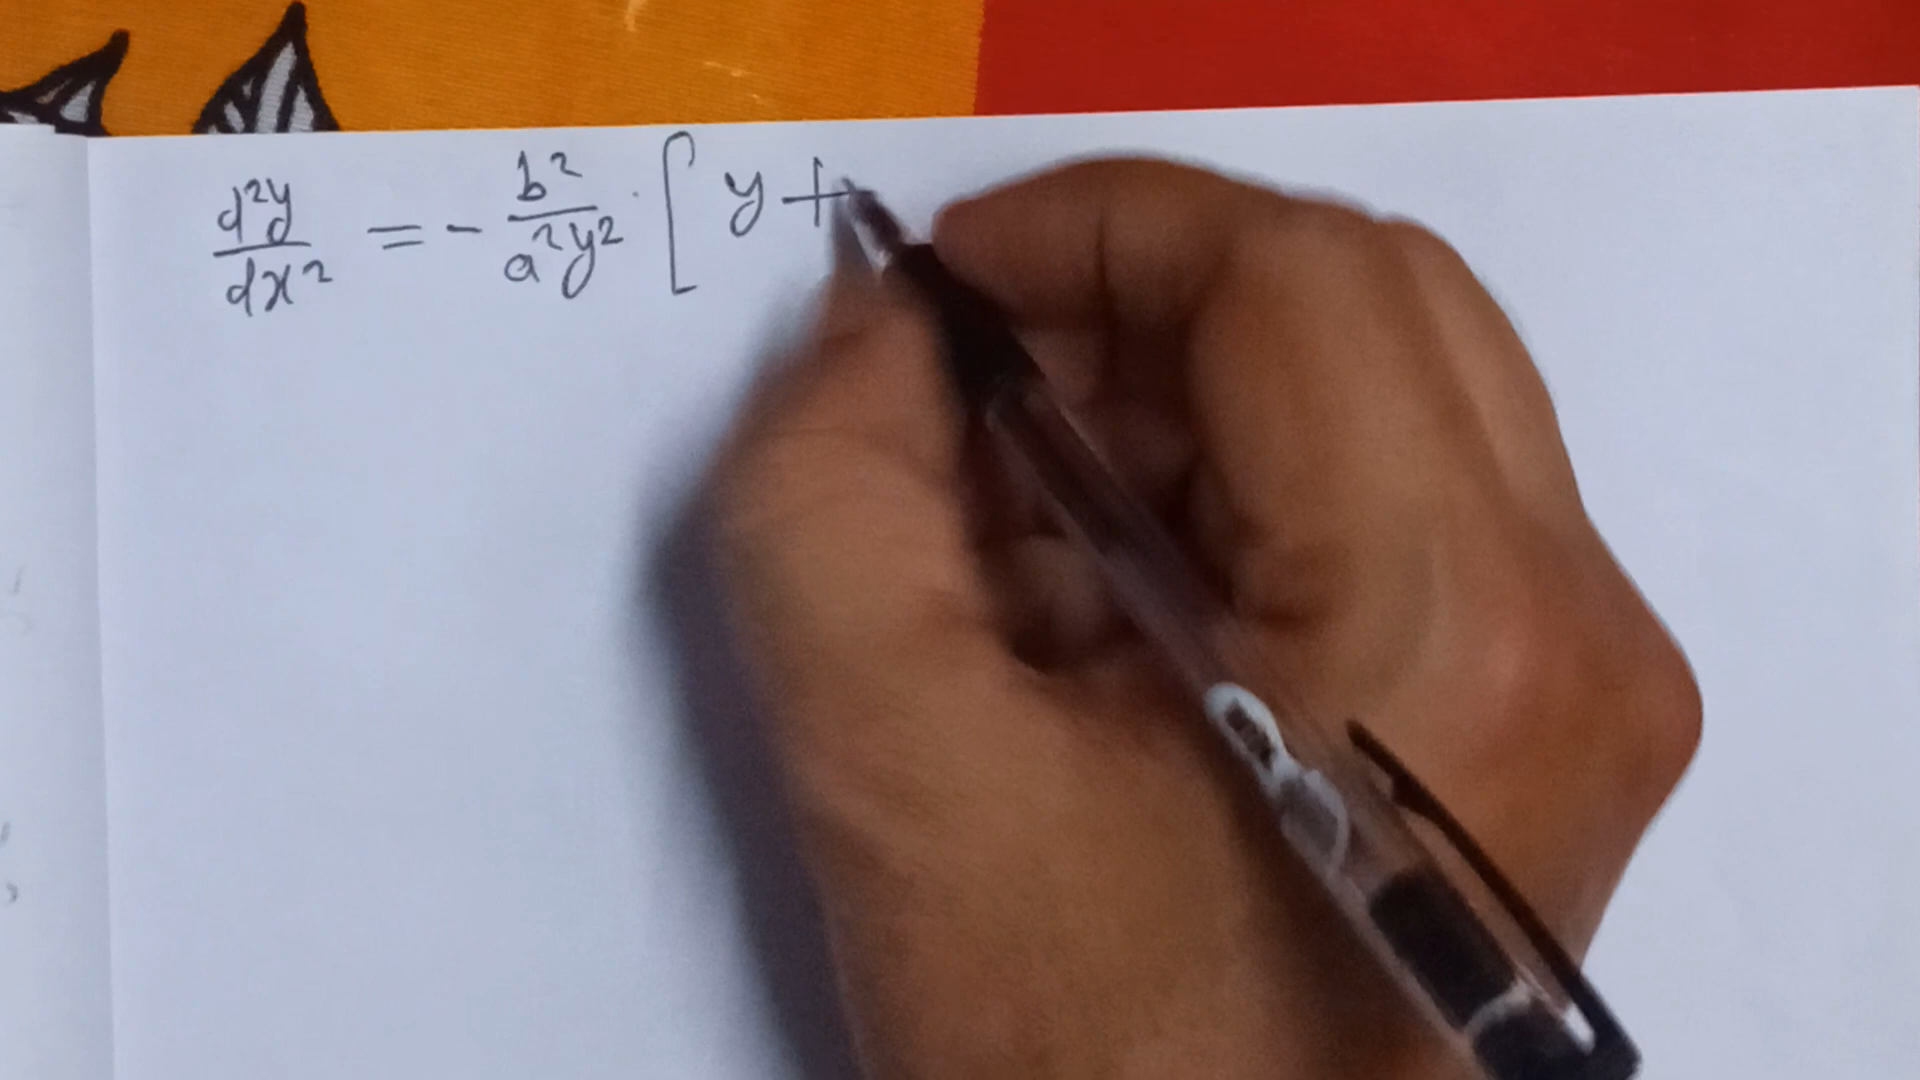 d²y/dx² = - b²/a²y² · [ y +